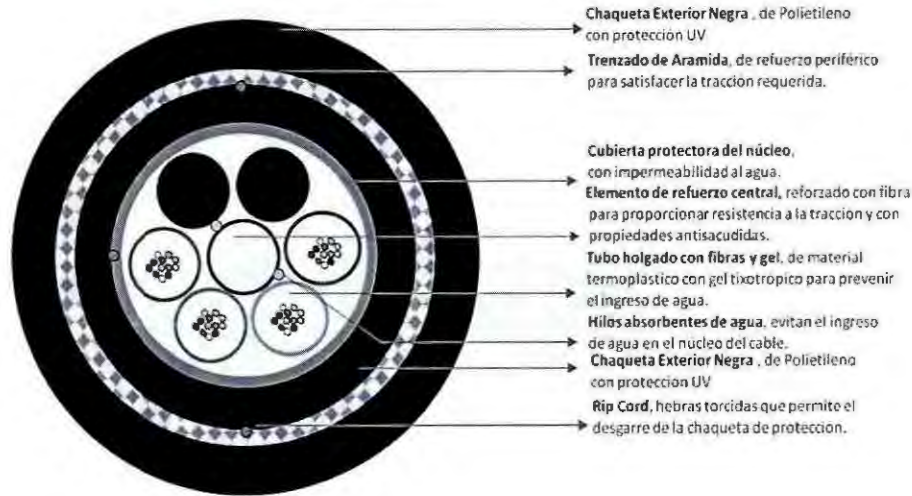 Chaqueta Exterior Negra , de Polietileno
con protección UV
Trenzado de Aramida, de refuerzo periférico
para satisfacer la traccion requerida.
Cubierta protectora del núcleo,
con impermeabilidad al agua.
Elemento de refuerzo central, reforzado con fibra
para proporcionar resistencia a la traccion y con
propiedades antisacudidas.
Tubo holgado con fibras y gel, de material
termoplastico con gel tixotropico para prevenir
el ingreso de agua.
Hilos absorbentes de agua, evitan el ingreso
de agua en el nucleo del cable.
Chaqueta Exterior Negra , de Polietileno
con proteccion UV
Rip Cord, hebras torcidas que permite el
desgarre de la chaqueta de protección.